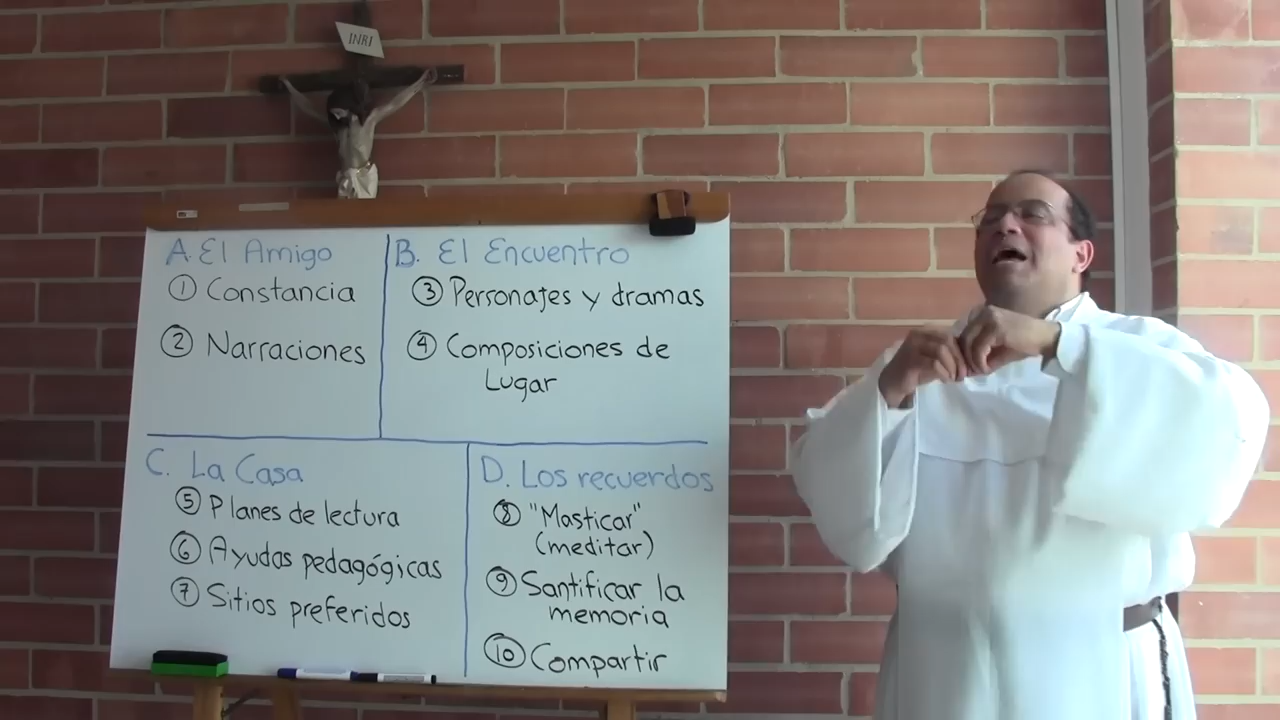 INRI
A. El Amigo
① Constancia
② Narraciones
B. El Encuentro
③ Personajes y dramas
④ Composiciones de
Lugar
C. La Casa
⑤ Planes de lectura
⑥ Ayudas pedagógicas
⑦ Sitios preferidos
D. Los recuerdos
⑧ "Masticar"
(meditar)
⑨ Santificar la
memoria
⑩ Compartir